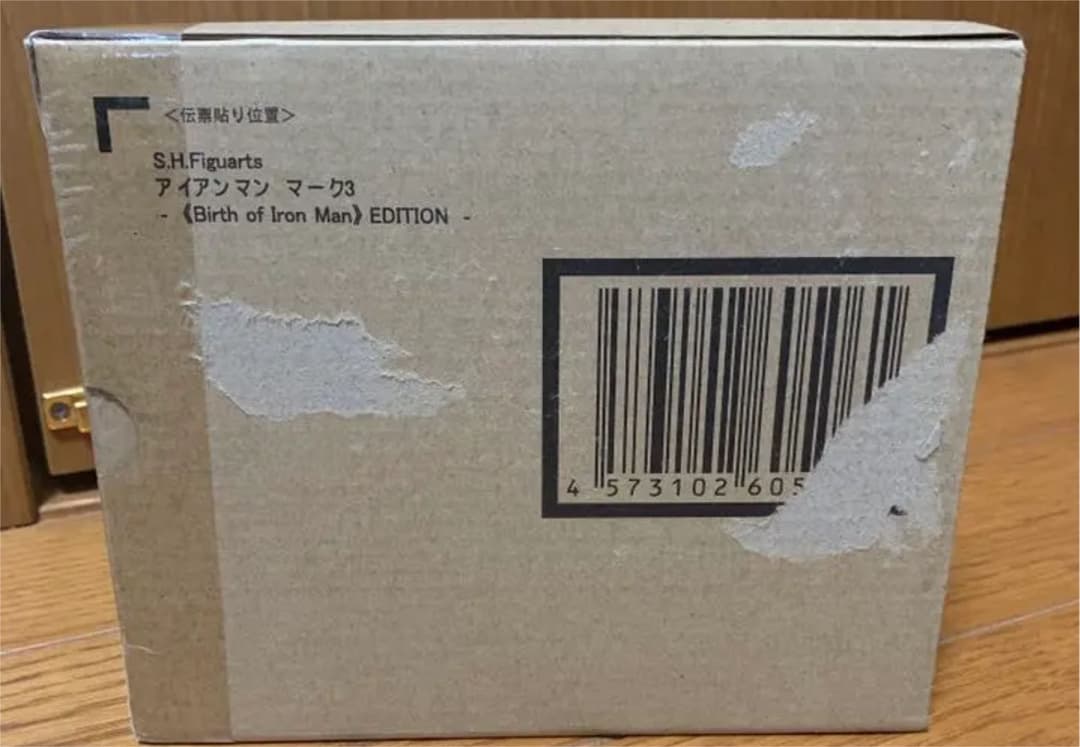 ＜伝票貼り位置＞
S.H.Figuarts
アイアンマン マーク3
- 《Birth of Iron Man》 EDITION -
4 573102 605